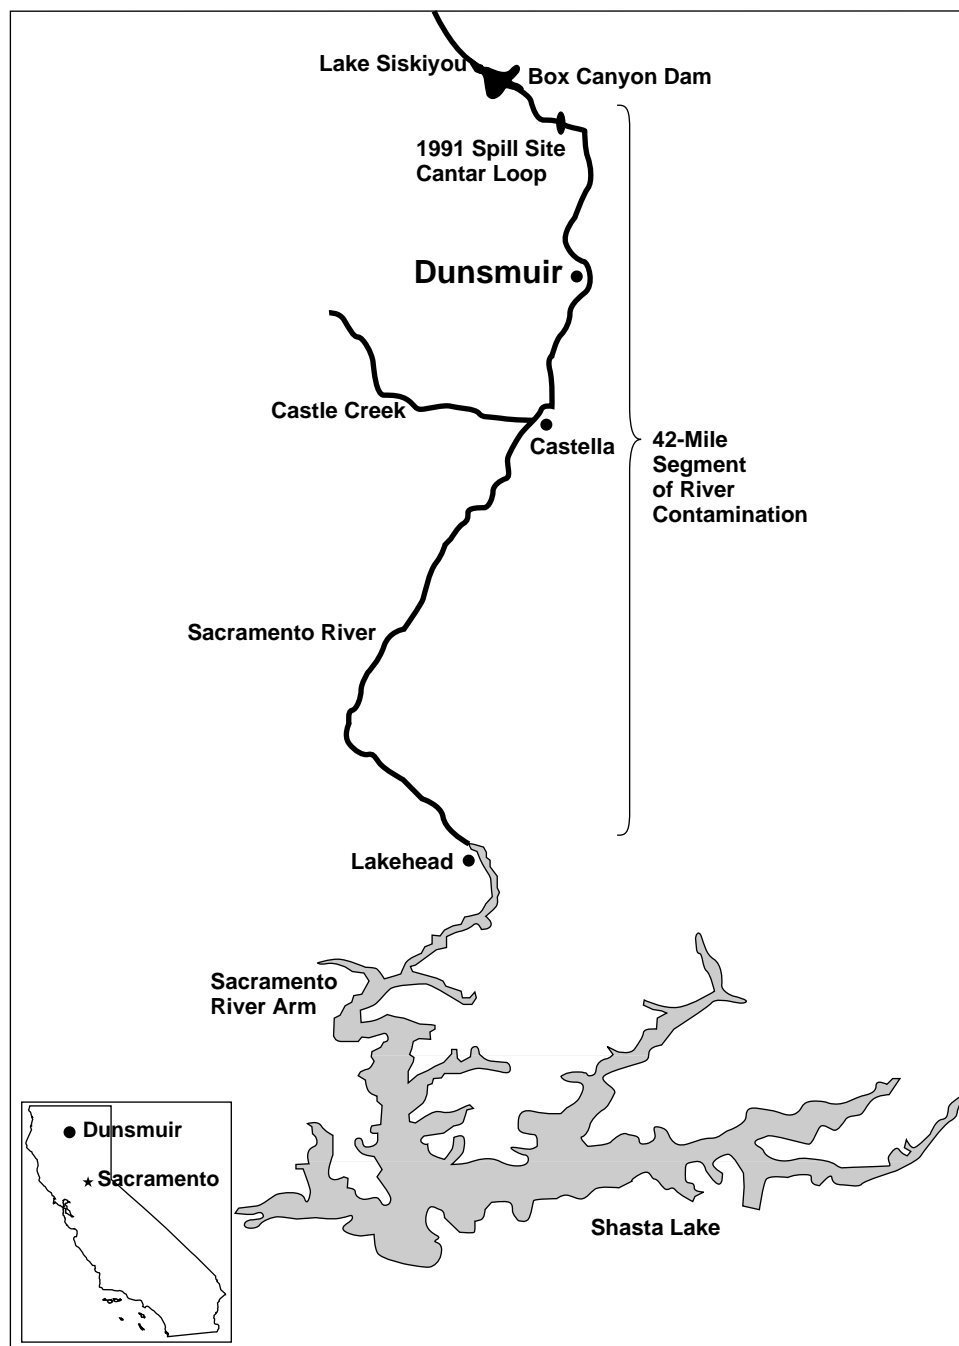 Lake Siskiyou
Box Canyon Dam
1991 Spill Site
Cantar Loop
Dunsmuir
Castle Creek
Castella
42-Mile
Segment
of River
Contamination
Sacramento River
Lakehead
Sacramento
River Arm
Dunsmuir
Sacramento
Shasta Lake